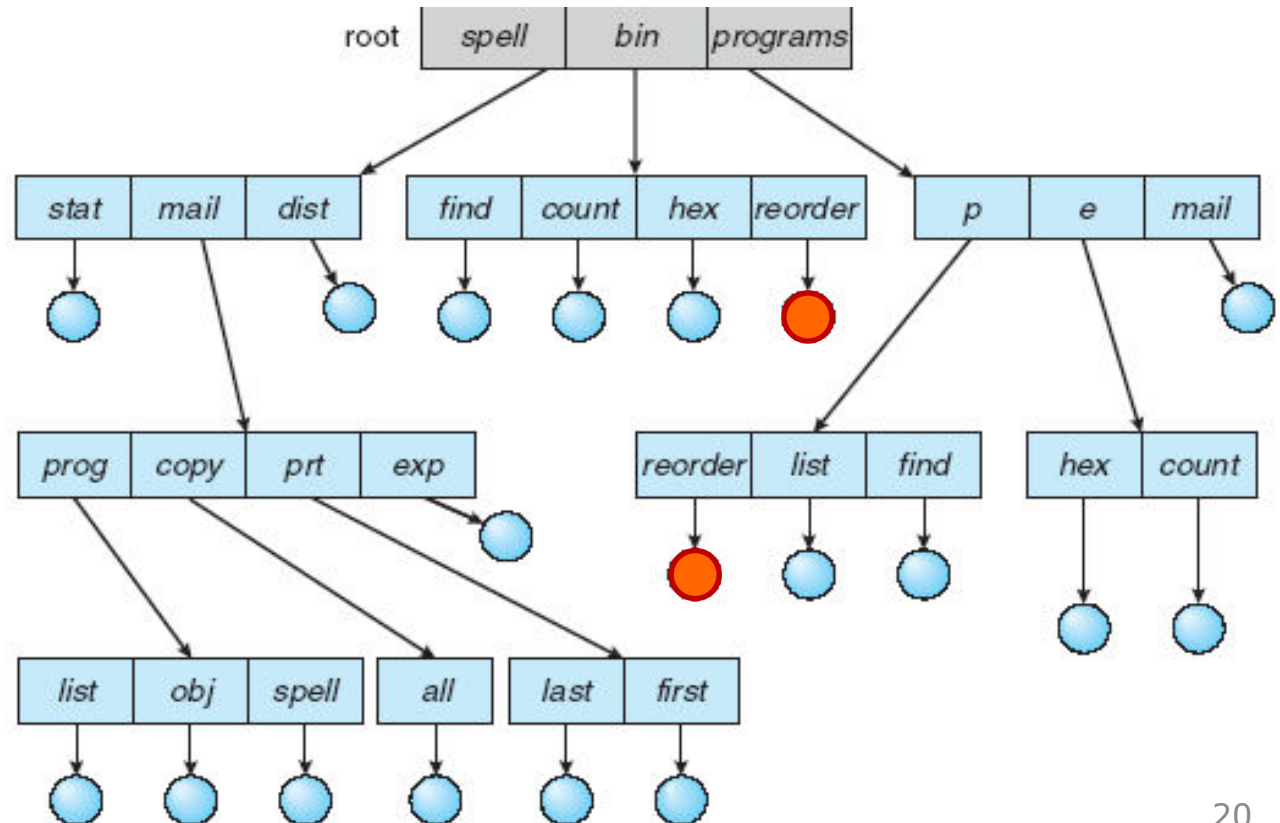 root spell bin programs
stat mail dist find count hex reorder p e mail
prog copy prt exp reorder list find hex count
list obj spell all last first
20